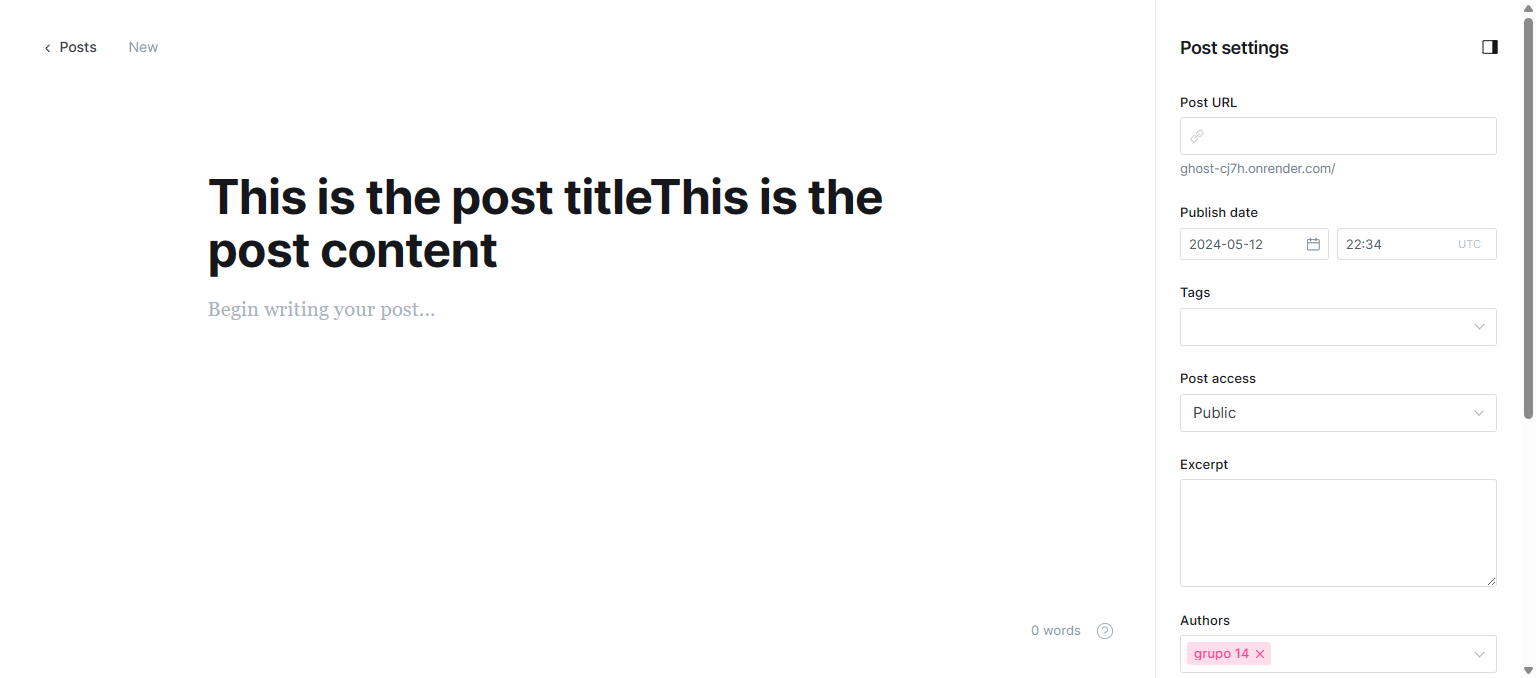 Posts New
This is the post titleThis is the
post content
Begin writing your post...
0 words
Post settings
Post URL
ghost-cj7h.onrender.com/
Publish date
2024-05-12 22:34 UTC
Tags
Post access
Public
Excerpt
Authors
grupo 14